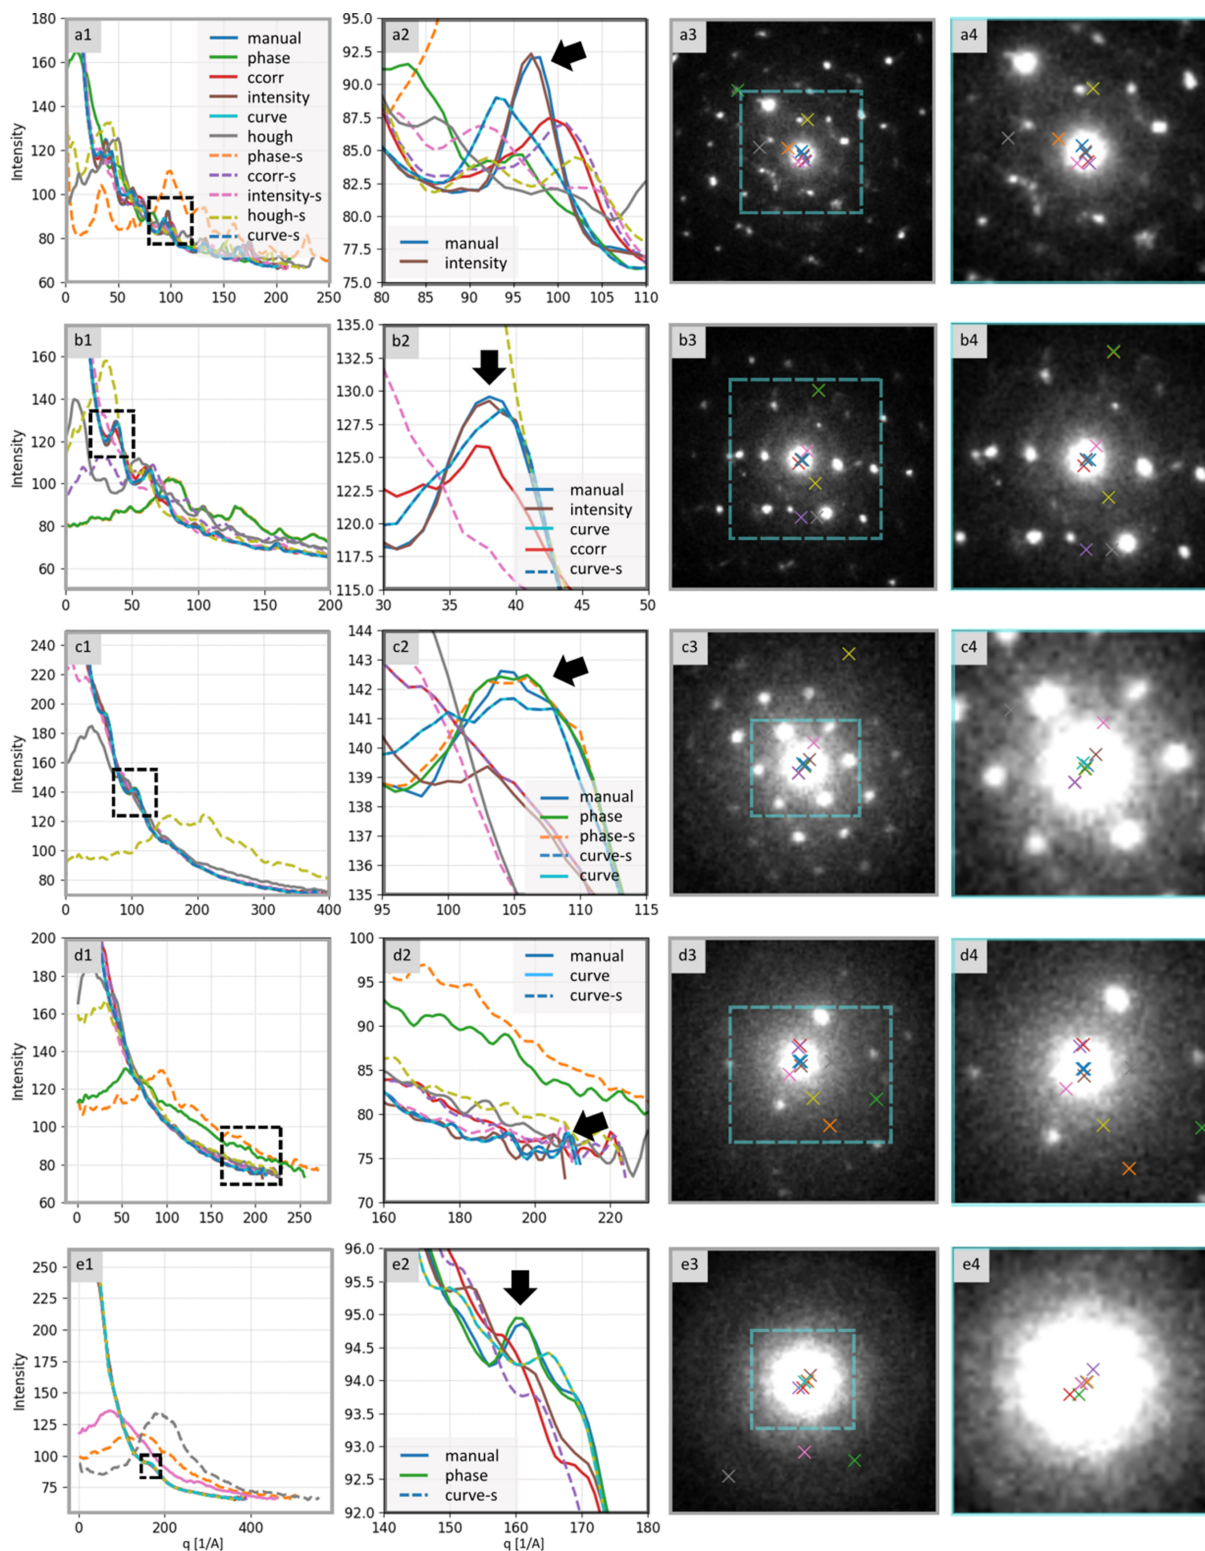 a1
180
160
140
120
100
80
60
Intensity
0 50 100 150 200 250
manual
phase
ccorr
intensity
curve
hough
phase-s
ccorr-s
intensity-s
hough-s
curve-s
a2
95.0
92.5
90.0
87.5
85.0
82.5
80.0
77.5
75.0
80 85 90 95 100 105 110
manual
intensity
a3
a4
b1
160
140
120
100
80
60
Intensity
0 50 100 150 200
b2
135.0
132.5
130.0
127.5
125.0
122.5
120.0
117.5
115.0
30 35 40 45 50
manual
intensity
curve
ccorr
curve-s
b3
b4
c1
240
220
200
180
160
140
120
100
80
Intensity
0 100 200 300 400
c2
144
143
142
141
140
139
138
137
136
135
95 100 105 110 115
manual
phase
phase-s
curve-s
curve
c3
c4
d1
200
180
160
140
120
100
80
60
Intensity
0 50 100 150 200 250
d2
100
95
90
85
80
75
70
160 180 200 220
manual
curve
curve-s
d3
d4
e1
250
225
200
175
150
125
100
75
Intensity
0 200 400
q [1/A]
e2
96.0
95.5
95.0
94.5
94.0
93.5
93.0
92.5
92.0
140 150 160 170 180
q [1/A]
manual
phase
curve-s
e3
e4